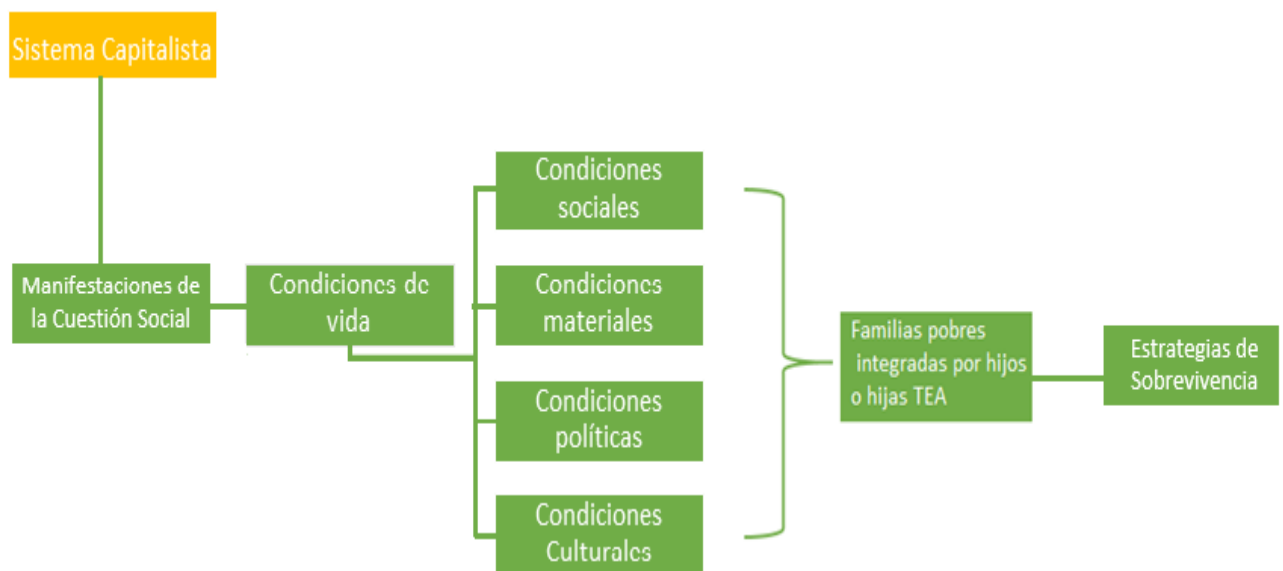 Sistema Capitalista
Manifestaciones de
la Cuestión Social
Condiciones de
vida
Condiciones
sociales
Condiciones
materiales
Condiciones
políticas
Condiciones
Culturales
Familias pobres
integradas por hijos
o hijas TEA
Estrategias de
Sobrevivencia